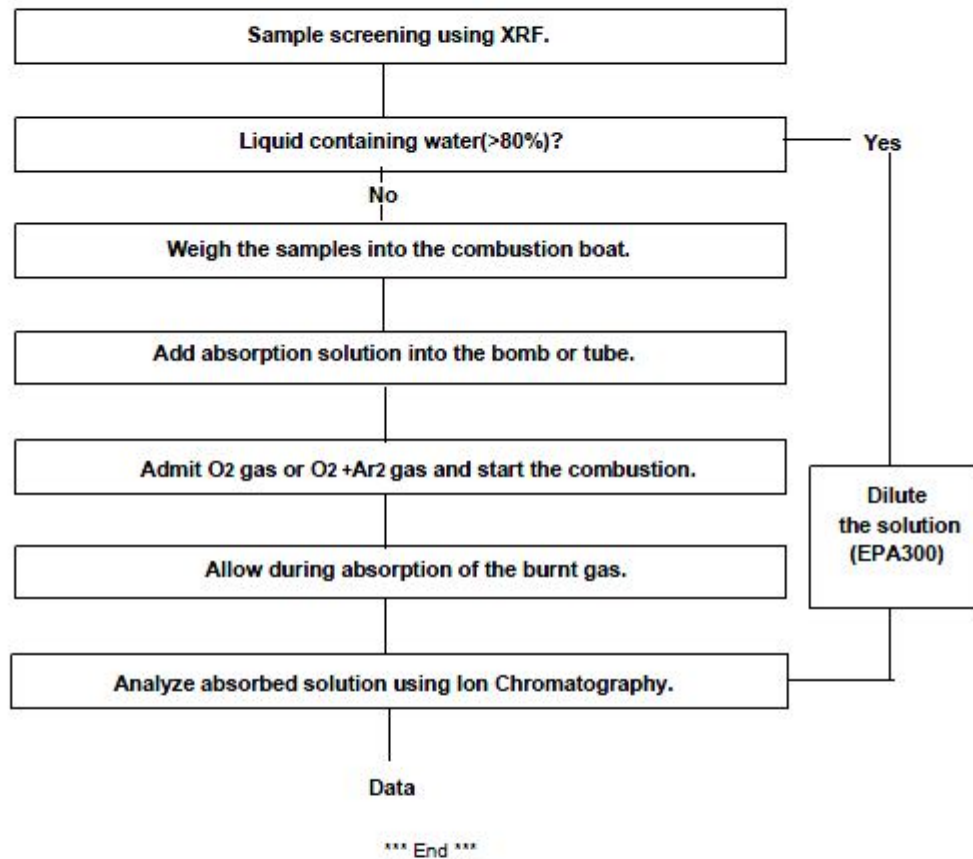 Sample screening using XRF.
Liquid containing water(>80%)?
Yes
No
Weigh the samples into the combustion boat.
Add absorption solution into the bomb or tube.
Admit O2 gas or O2 +Ar2 gas and start the combustion.
Dilute
the solution
(EPA300)
Allow during absorption of the burnt gas.
Analyze absorbed solution using Ion Chromatography.
Data
*** End ***